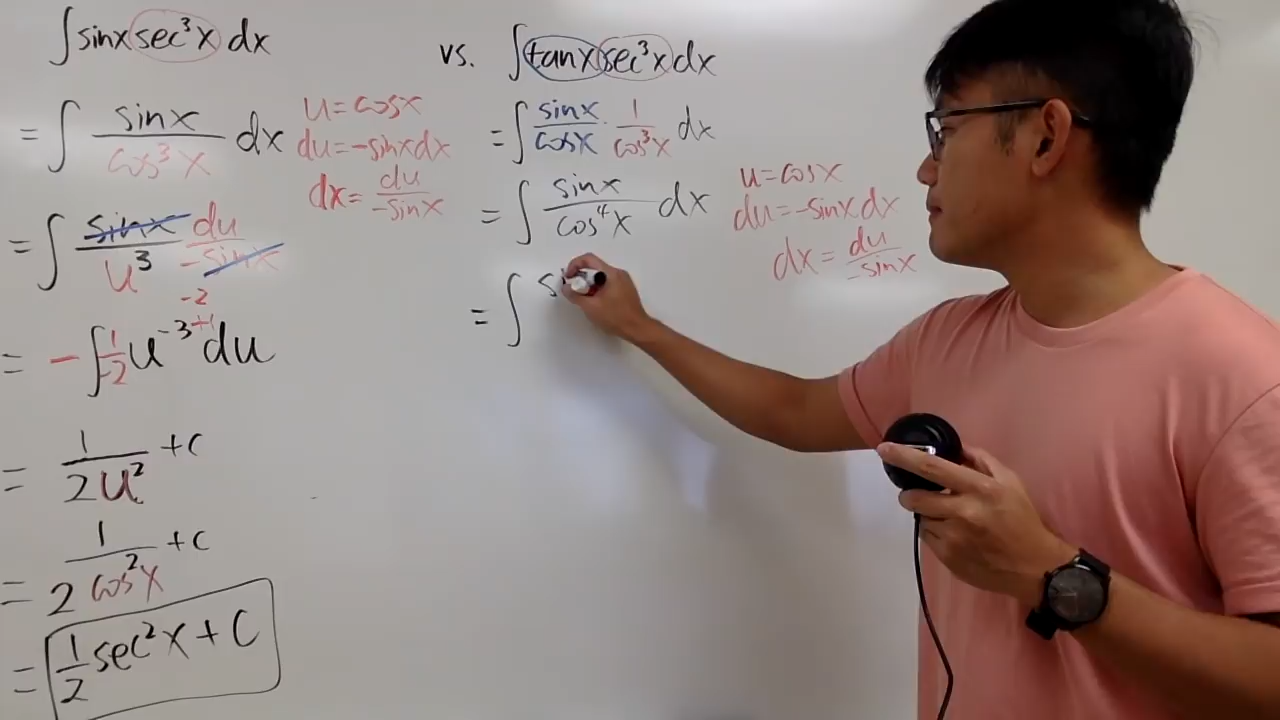 ∫ sinx sec³x dx
= ∫ sinx/cos³x dx
u = cosx
du = -sinx dx
dx = du/-sinx
= ∫ sinx/u³ du/-sinx
= - ∫ 1/-2 u^-3+1 du
-2
= 1/2u² + C
= 1/2cos²x + C
= 1/2 sec²x + C
vs. ∫ tanx sec³x dx
= ∫ sinx/cosx · 1/cos³x dx
= ∫ sinx/cos⁴x dx
u = cosx
du = -sinx dx
dx = du/-sinx
= ∫ si